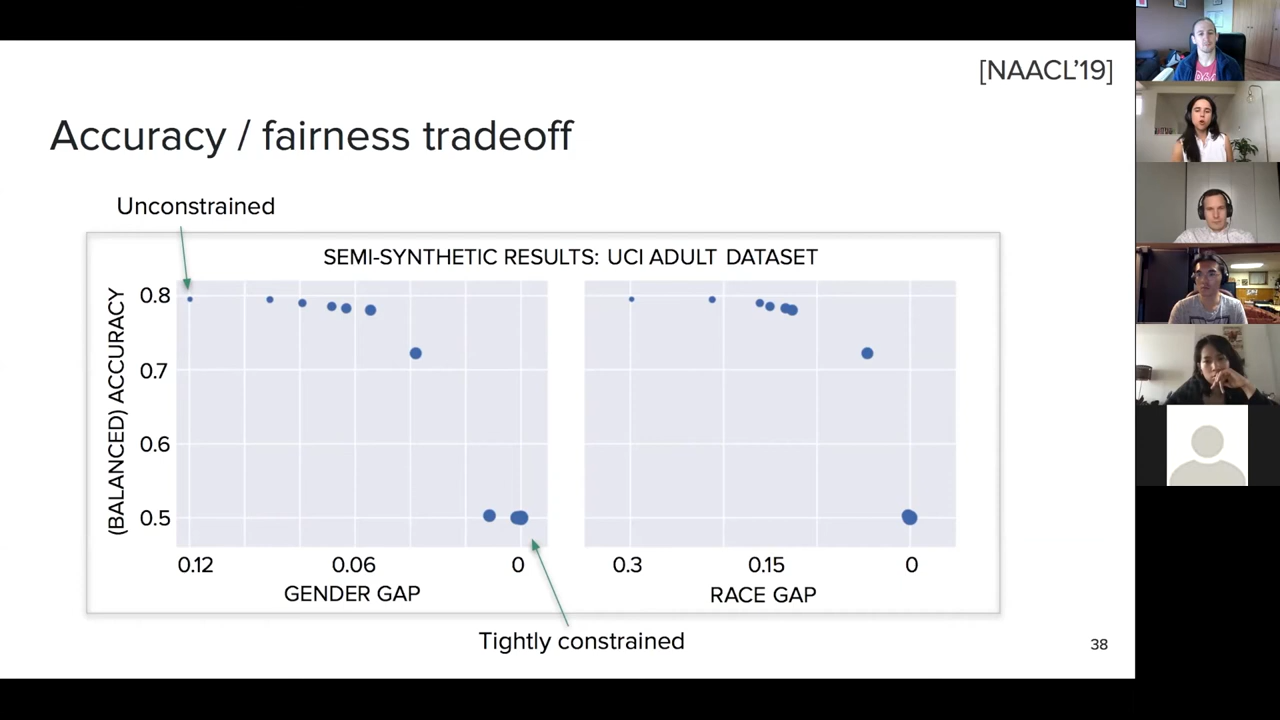 [NAACL'19]
Accuracy / fairness tradeoff
Unconstrained
SEMI-SYNTHETIC RESULTS: UCI ADULT DATASET
(BALANCED) ACCURACY
0.8
0.7
0.6
0.5
0.12 0.06 0
GENDER GAP
0.3 0.15 0
RACE GAP
Tightly constrained
38